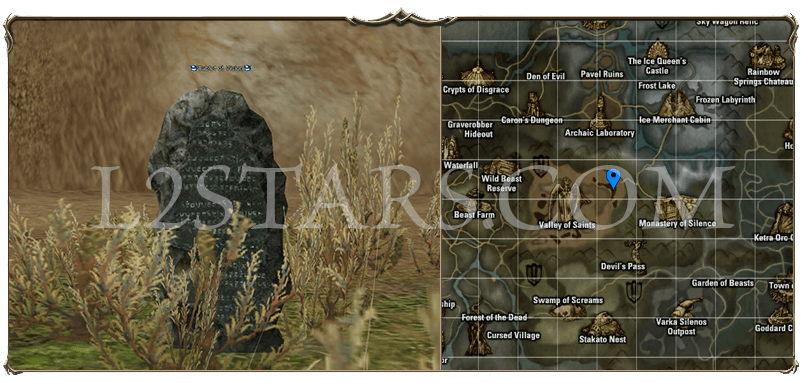 Tablet of Vision
L2STARS.COM
Sky Wagon Relic
The Ice Queen's
Castle
Rainbow
Springs Chateau
Den of Evil
Pavel Ruins
Crypts of Disgrace
Frost Lake
Frozen Labyrinth
Caron's Dungeon
Ice Merchant Cabin
Graverobber
Hideout
Archaic Laboratory
Waterfall
Wild Beast
Reserve
Beast Farm
Valley of Saints
Monastery of Silence
Ketra Orc
Devil's Pass
Garden of Beasts
Town
Swamp of Screams
Forest of the Dead
Varka Silenos
Outpost
Goddard
Cursed Village
Stakato Nest